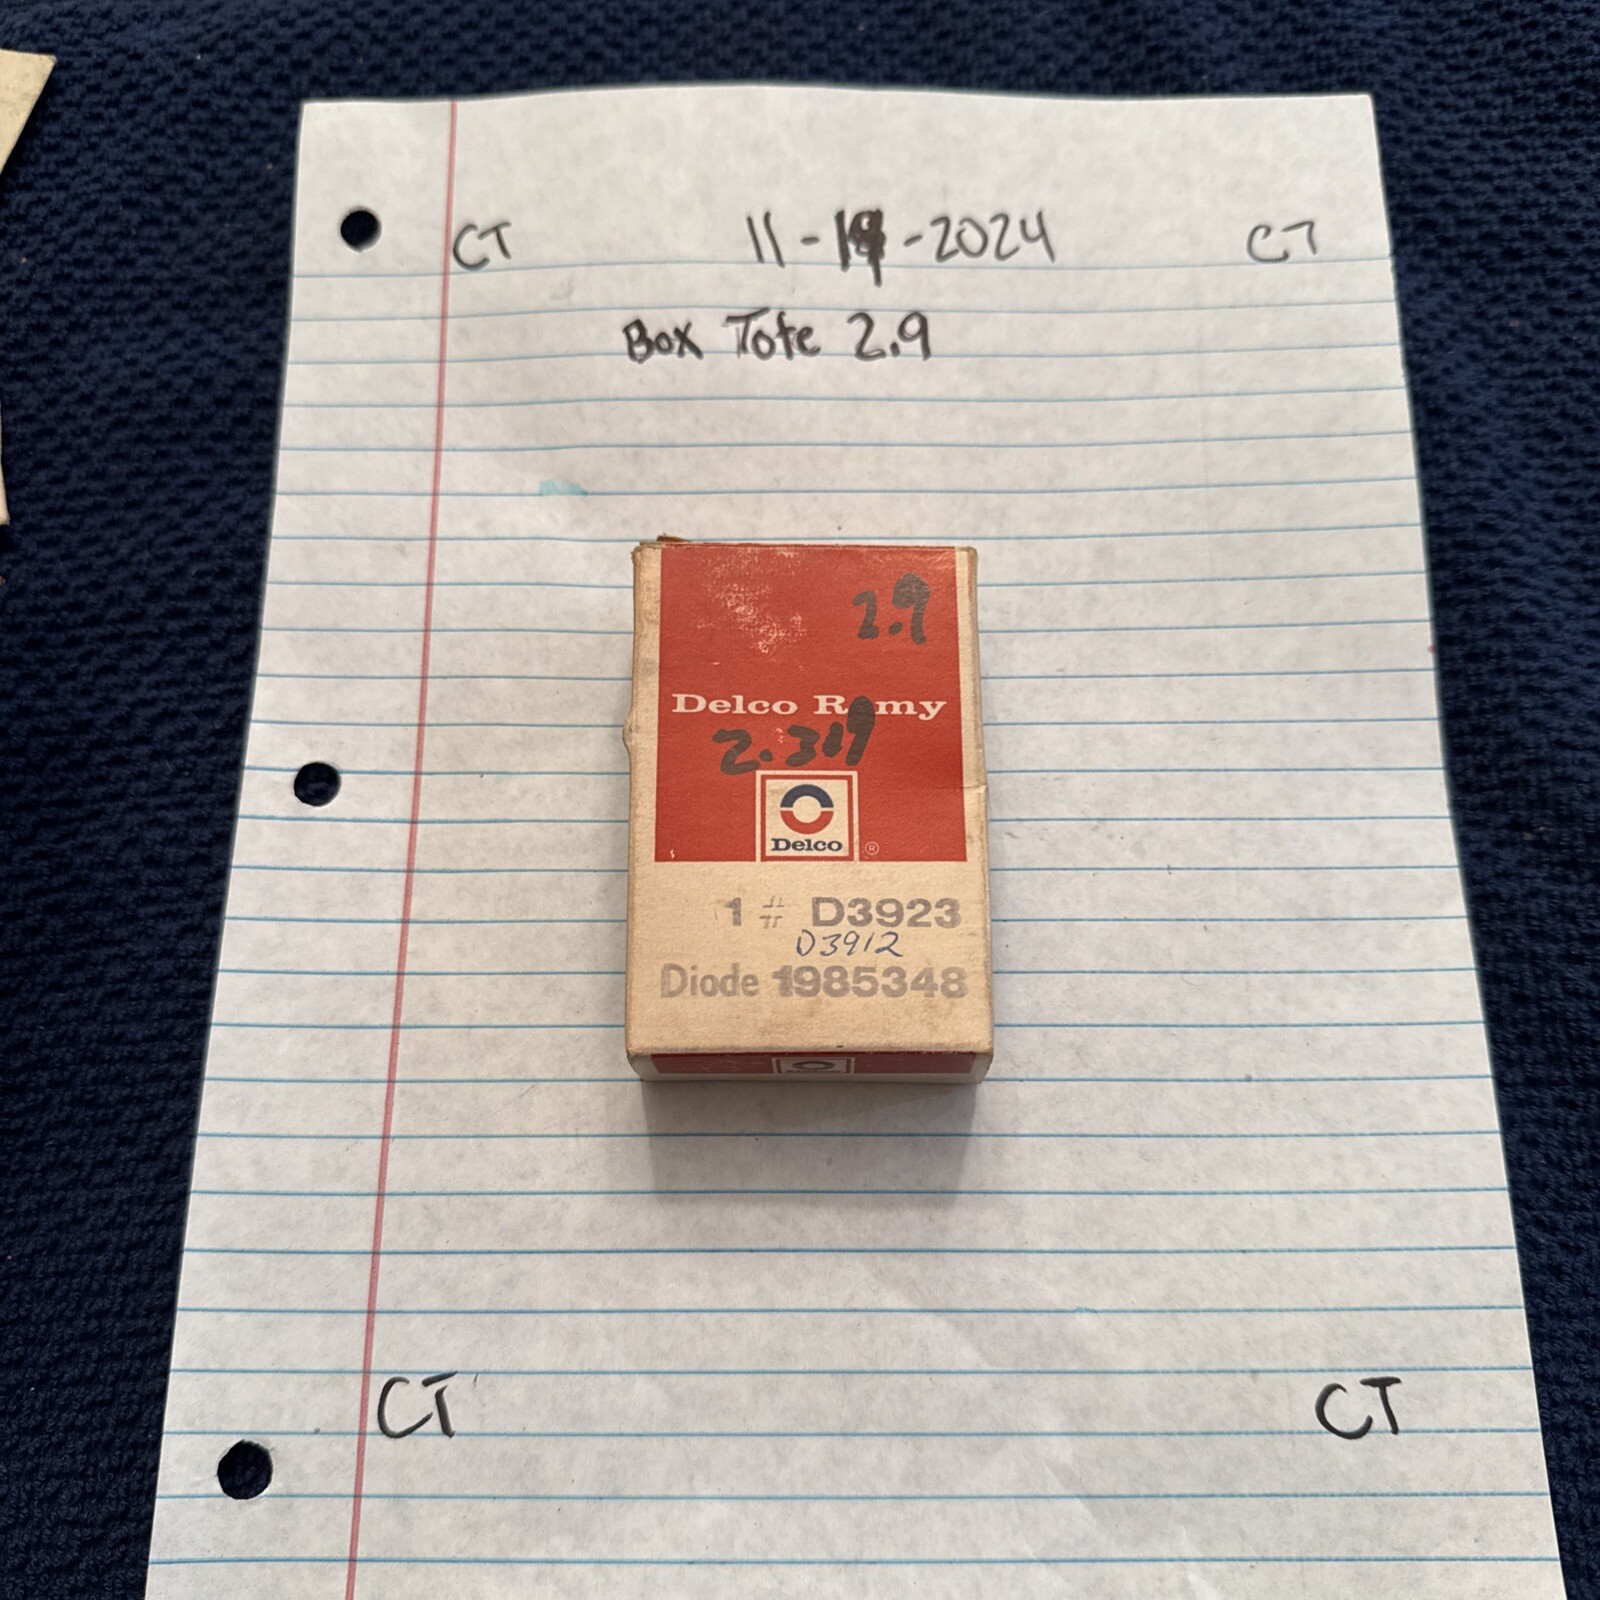 CT 11-19-2024 CT
Box Tote 2.9
2.9
Delco Remy
2.319
Delco ®
1 # D3923
D3912
Diode 1985348
CT CT